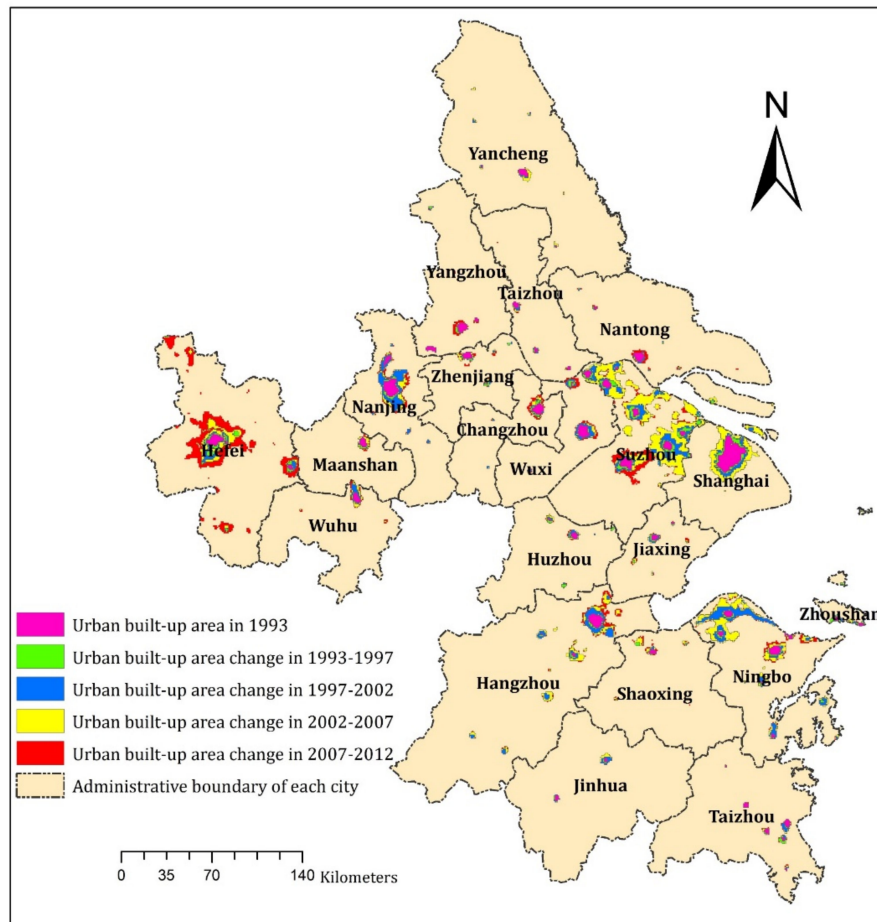 N
Yancheng
Yangzhou
Taizhou
Nantong
Zhenjiang
Nanjing
Changzhou
Hefei
Maanshan
Suzhou
Wuxi
Shanghai
Wuhu
Huzhou
Jiaxing
Zhoushan
Urban built-up area in 1993
Urban built-up area change in 1993-1997
Urban built-up area change in 1997-2002
Urban built-up area change in 2002-2007
Urban built-up area change in 2007-2012
Administrative boundary of each city
Hangzhou
Shaoxing
Ningbo
Jinhua
Taizhou
0 35 70 140 Kilometers